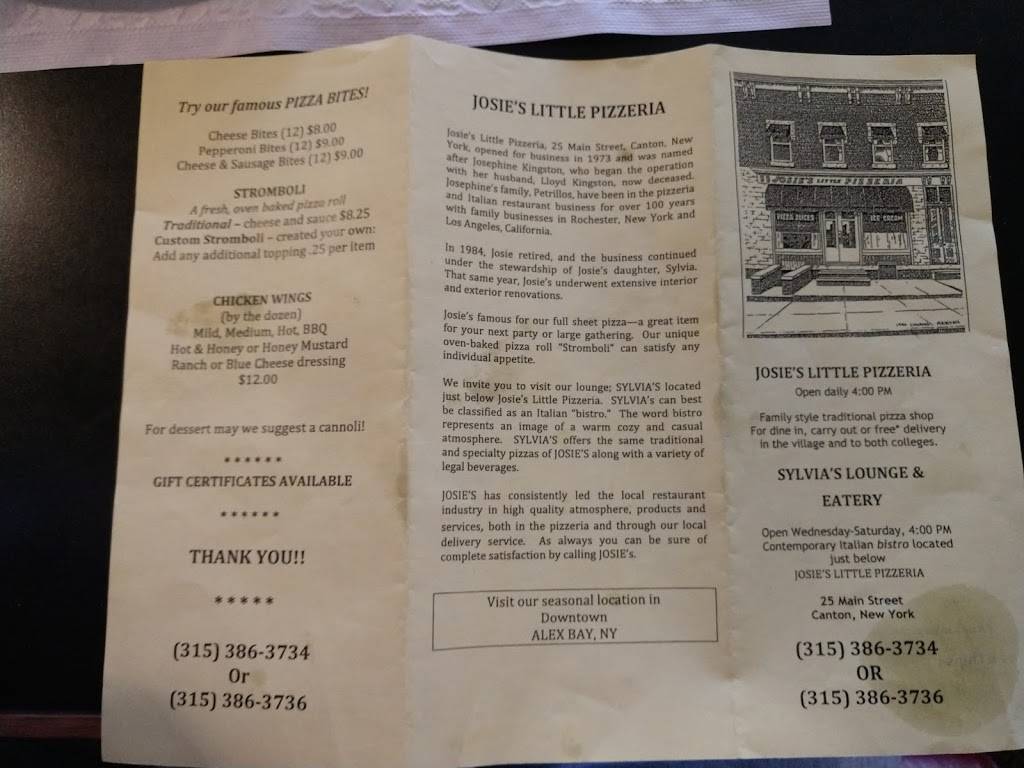 Try our famous PIZZA BITES!
Cheese Bites (12) $8.00
Pepperoni Bites (12) $9.00
Cheese & Sausage Bites (12) $9.00
STROMBOLI
A fresh, oven baked pizza roll
Traditional – cheese and sauce $8.25
Custom Stromboli – created your own:
Add any additional topping .25 per item
CHICKEN WINGS
(by the dozen)
Mild, Medium, Hot, BBQ
Hot & Honey or Honey Mustard
Ranch or Blue Cheese dressing
$12.00
For dessert may we suggest a cannoli!
* * * * * *
GIFT CERTIFICATES AVAILABLE
* * * * * *
THANK YOU!!
* * * * *
(315) 386-3734
Or
(315) 386-3736
JOSIE'S LITTLE PIZZERIA
Josie's Little Pizzeria, 25 Main Street, Canton, New
York, opened for business in 1973 and was named
after Josephine Kingston, who began the operation
with her husband, Lloyd Kingston, now deceased.
Josephine's family, Petrillos, have been in the pizzeria
and Italian restaurant business for over 100 years
with family businesses in Rochester, New York and
Los Angeles, California.
In 1984, Josie retired, and the business continued
under the stewardship of Josie's daughter, Sylvia.
That same year, Josie's underwent extensive interior
and exterior renovations.
Josie's famous for our full sheet pizza—a great item
for your next party or large gathering. Our unique
oven-baked pizza roll "Stromboli" can satisfy any
individual appetite.
We invite you to visit our lounge; SYLVIA'S located
just below Josie's Little Pizzeria. SYLVIA's can best
be classified as an Italian "bistro." The word bistro
represents an image of a warm cozy and casual
atmosphere. SYLVIA'S offers the same traditional
and specialty pizzas of JOSIE'S along with a variety of
legal beverages.
JOSIE'S has consistently led the local restaurant
industry in high quality atmosphere, products and
services, both in the pizzeria and through our local
delivery service. As always you can be sure of
complete satisfaction by calling JOSIE's.
Visit our seasonal location in
Downtown
ALEX BAY, NY
JOSIE'S LITTLE PIZZERIA
PIZZA
ICE CREAM
JOSIE'S LITTLE PIZZERIA
Open daily 4:00 PM
Family style traditional pizza shop
For dine in, carry out or free* delivery
in the village and to both colleges.
SYLVIA'S LOUNGE &
EATERY
Open Wednesday-Saturday, 4:00 PM
Contemporary Italian bistro located
just below
JOSIE'S LITTLE PIZZERIA
25 Main Street
Canton, New York
(315) 386-3734
OR
(315) 386-3736